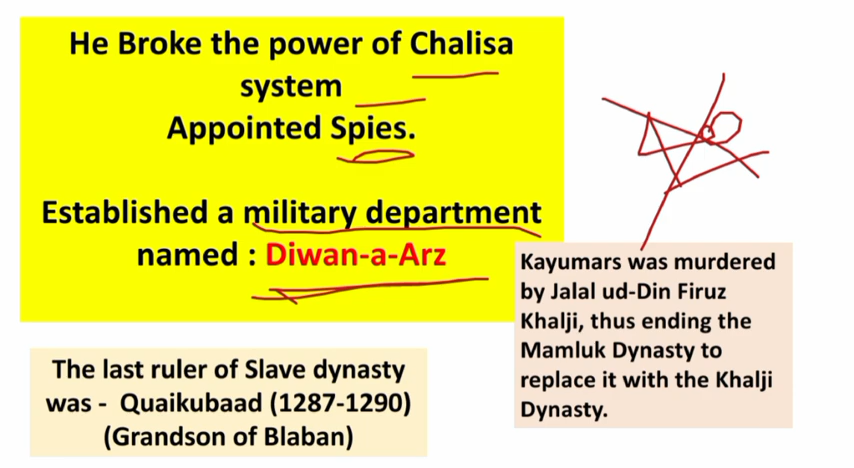 He Broke the power of Chalisa
system
Appointed Spies.
Established a military department
named : Diwan-a-Arz
Kayumars was murdered
by Jalal ud-Din Firuz
Khalji, thus ending the
Mamluk Dynasty to
replace it with the Khalji
Dynasty.
The last ruler of Slave dynasty
was - Quaikubaad (1287-1290)
(Grandson of Blaban)